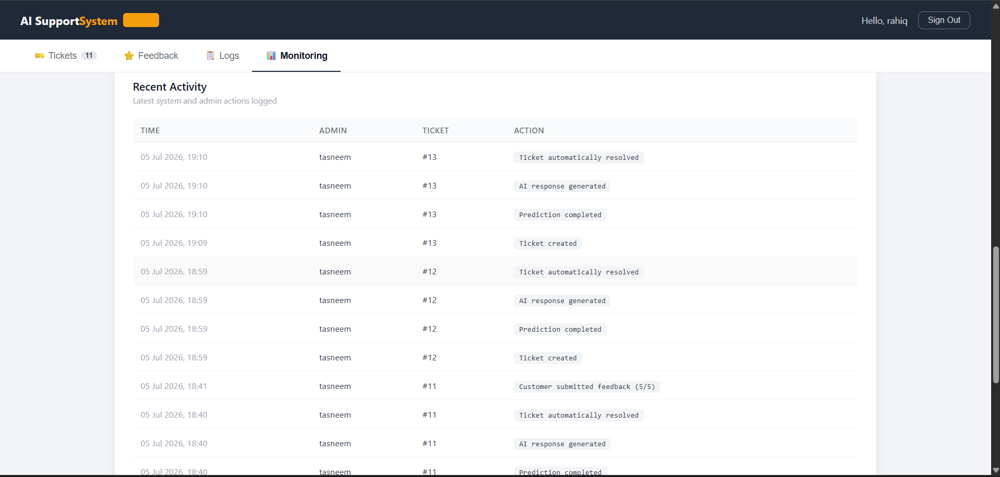 AI SupportSystem
Hello, rahiq
Sign Out
Tickets 11
Feedback
Logs
Monitoring
Recent Activity
Latest system and admin actions logged
TIME ADMIN TICKET ACTION
05 Jul 2026, 19:10 tasneem #13 Ticket automatically resolved
05 Jul 2026, 19:10 tasneem #13 AI response generated
05 Jul 2026, 19:10 tasneem #13 Prediction completed
05 Jul 2026, 19:09 tasneem #13 Ticket created
05 Jul 2026, 18:59 tasneem #12 Ticket automatically resolved
05 Jul 2026, 18:59 tasneem #12 AI response generated
05 Jul 2026, 18:59 tasneem #12 Prediction completed
05 Jul 2026, 18:59 tasneem #12 Ticket created
05 Jul 2026, 18:41 tasneem #11 Customer submitted feedback (5/5)
05 Jul 2026, 18:40 tasneem #11 Ticket automatically resolved
05 Jul 2026, 18:40 tasneem #11 AI response generated
05 Jul 2026, 18:40 tasneem #11 Prediction completed